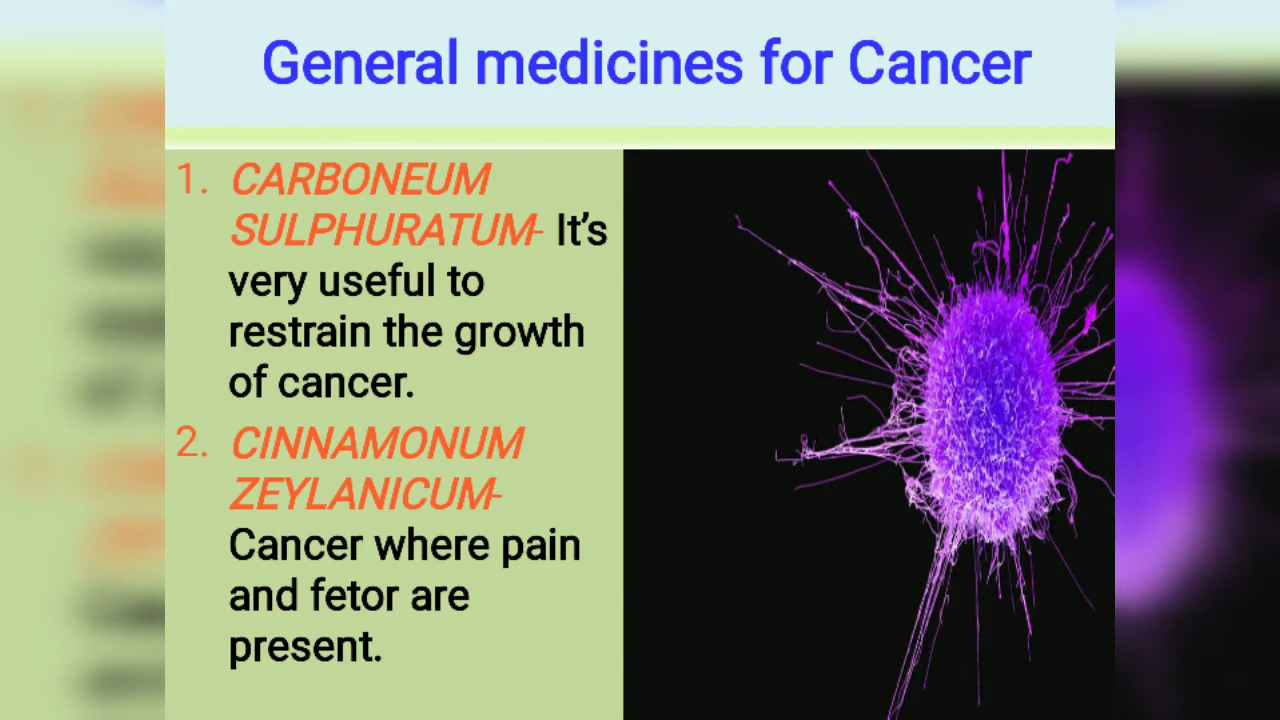 General medicines for Cancer
1. CARBONEUM
SULPHURATUM- It's
very useful to
restrain the growth
of cancer.
2. CINNAMONUM
ZEYLANICUM-
Cancer where pain
and fetor are
present.